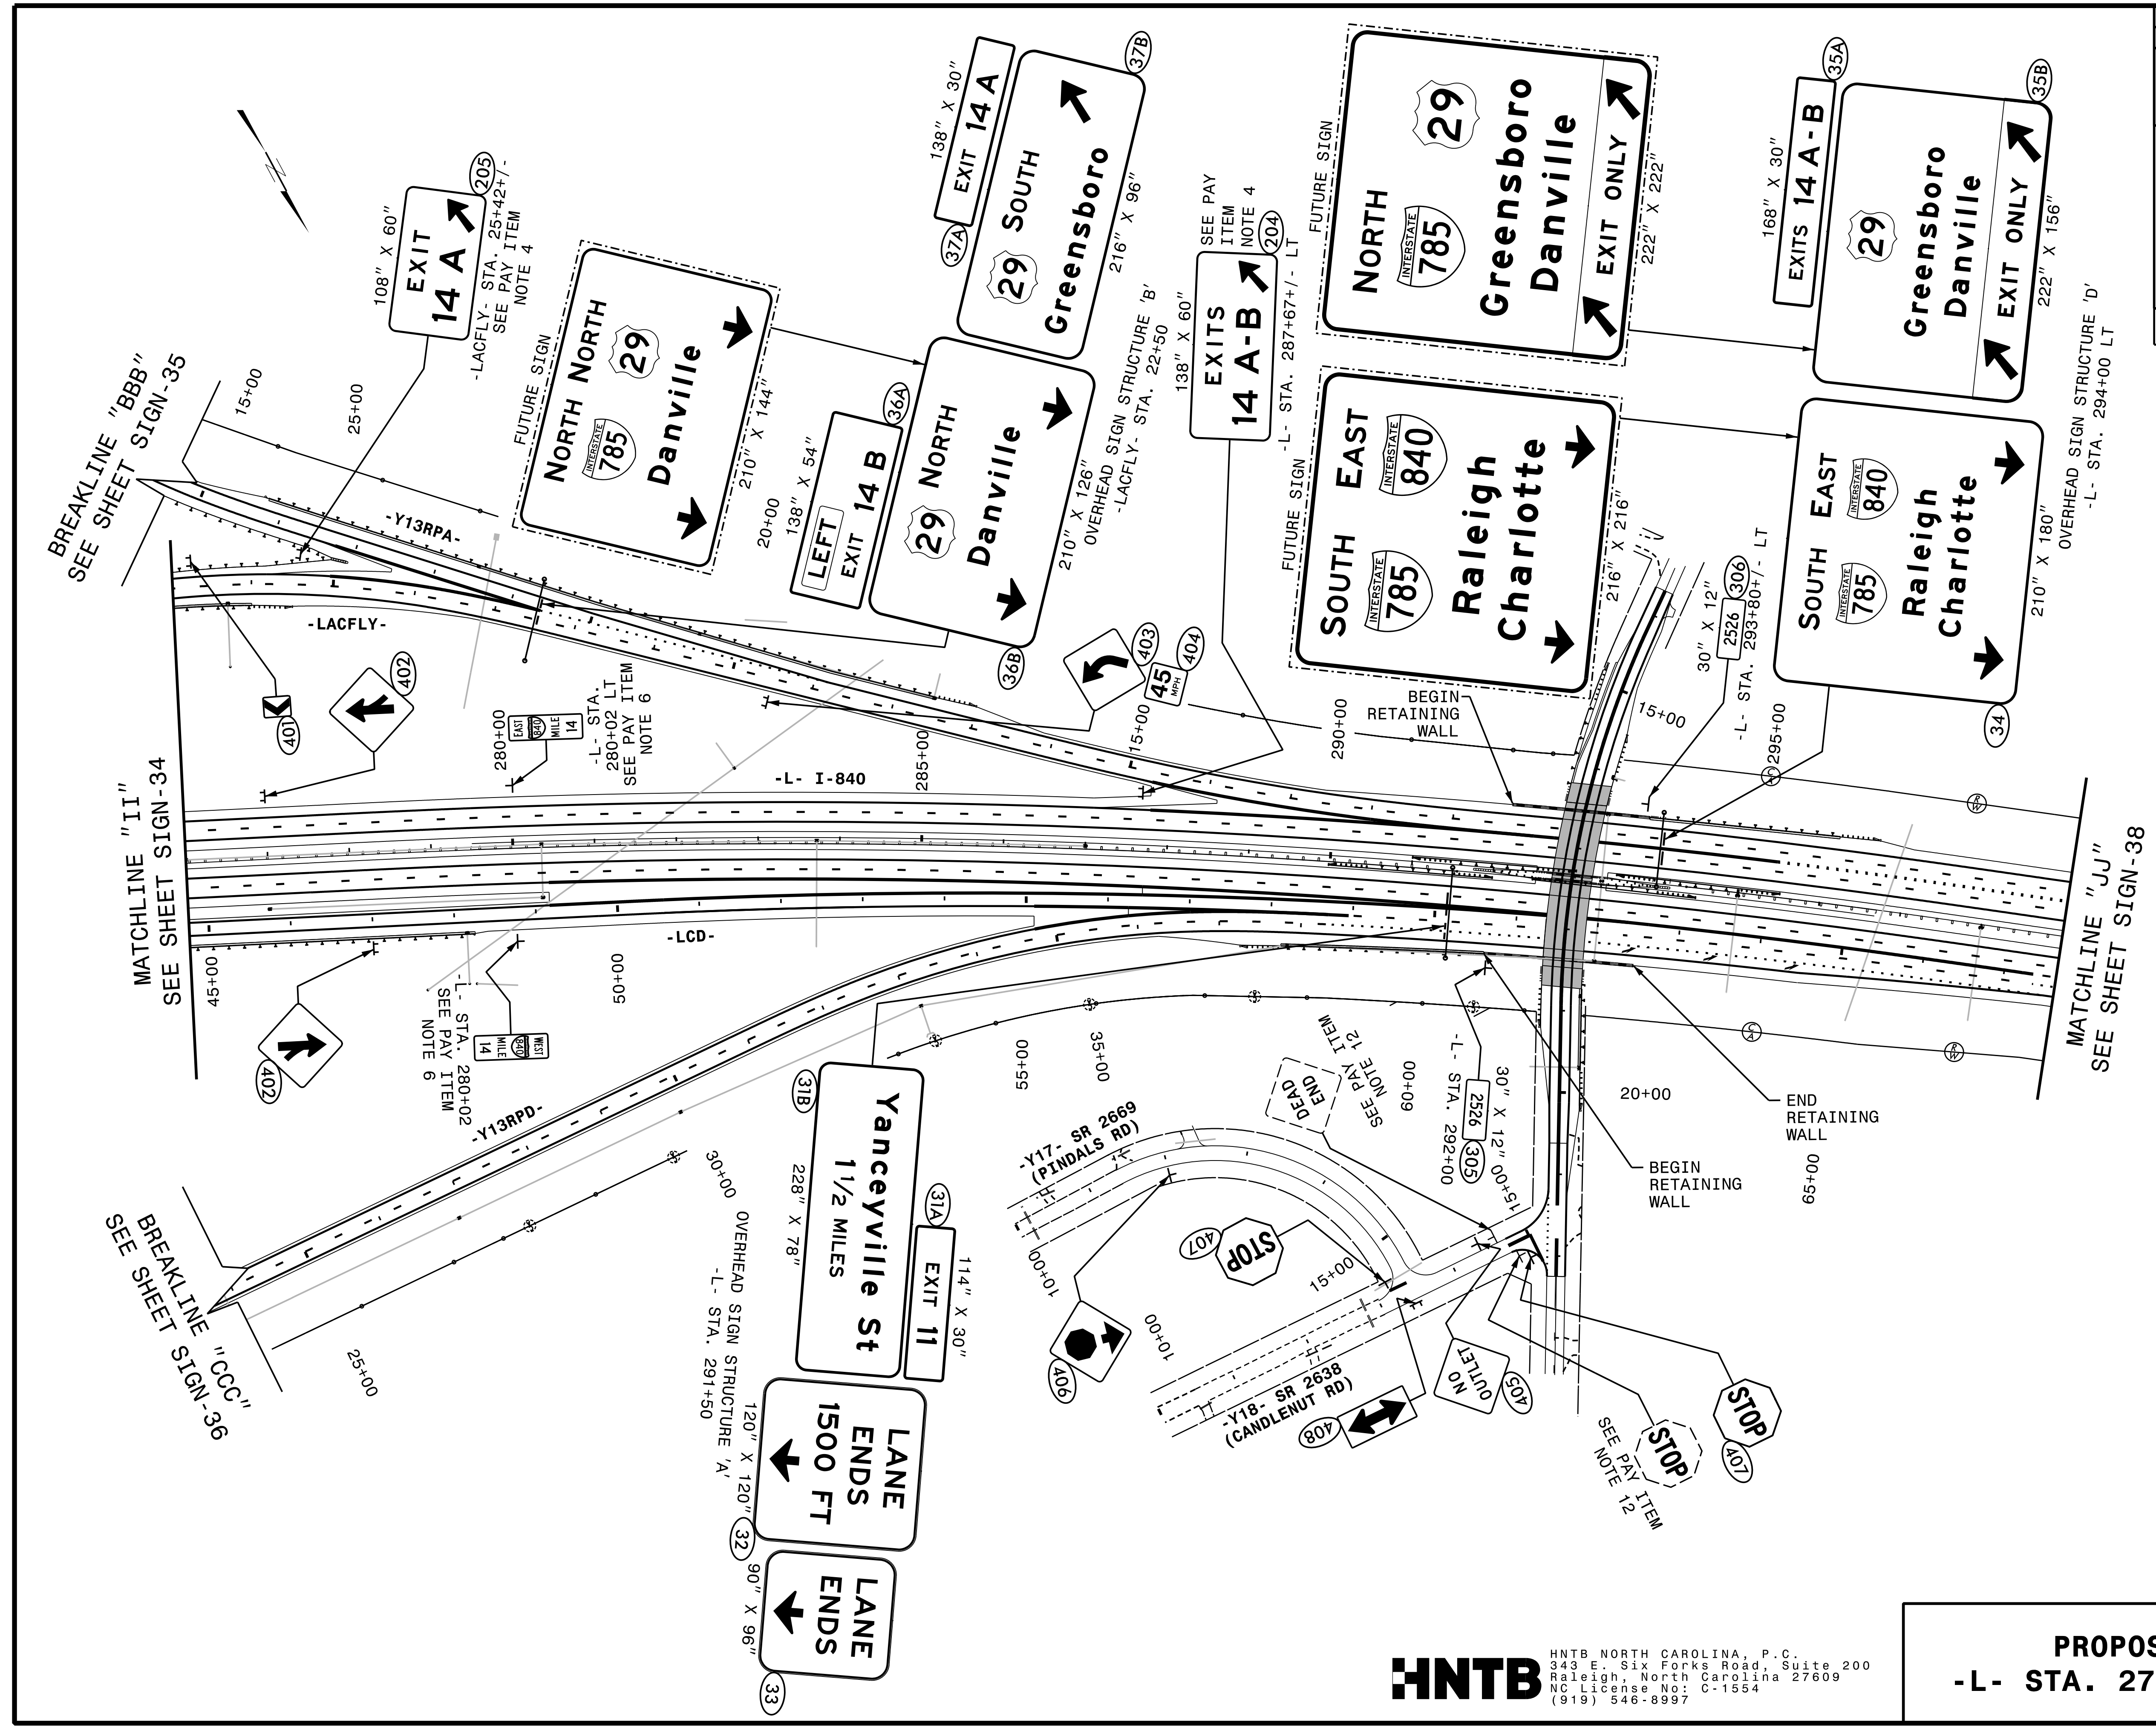 BREAKLINE "BBB"
SEE SHEET SIGN-35
15+00
25+00
-Y13RPA-
-LACFLY-
108" X 60"
EXIT
14 A
205
-LACFLY- STA. 25+42+/-
SEE PAY ITEM
NOTE 4
FUTURE SIGN
NORTH NORTH
INTERSTATE
785
29
Danville
210" X 144"
20+00
138" X 54"
LEFT
EXIT 14 B
36A
29
NORTH
Danville
36B
210" X 126"
OVERHEAD SIGN STRUCTURE 'B'
-LACFLY- STA. 22+50
138" X 30"
EXIT 14 A
37A
37B
29
SOUTH
Greensboro
216" X 96"
SEE PAY
ITEM
NOTE 4
204
138" X 60"
EXITS
14 A-B
-L- STA. 287+67+/- LT
FUTURE SIGN
NORTH
INTERSTATE
785
29
Greensboro
Danville
EXIT ONLY
222" X 222"
FUTURE SIGN
SOUTH
EAST
INTERSTATE
785
INTERSTATE
840
Raleigh
Charlotte
216" X 216"
168" X 30"
EXITS 14 A-B
35A
35B
29
Greensboro
Danville
EXIT ONLY
222" X 156"
SOUTH
EAST
INTERSTATE
785
INTERSTATE
840
Raleigh
Charlotte
34
210" X 180"
OVERHEAD SIGN STRUCTURE 'D'
-L- STA. 294+00 LT
30" X 12"
2526
306
-L- STA. 293+80+/- LT
403
45
MPH
404
15+00
BEGIN
RETAINING
WALL
290+00
15+00
295+00
C
A
R
W
401
402
280+00
EAST
840
MILE
14
-L- STA.
280+02 LT
SEE PAY ITEM
NOTE 6
285+00
-L- I-840
MATCHLINE "II"
SEE SHEET SIGN-34
MATCHLINE "JJ"
SEE SHEET SIGN-38
-LCD-
45+00
50+00
402
-L- STA. 280+02
SEE PAY ITEM
NOTE 6
WEST
840
MILE
14
-Y13RPD-
BREAKLINE "CCC"
SEE SHEET SIGN-36
25+00
30+00
35+00
55+00
60+00
65+00
20+00
C
A
R
W
31B
Yanceyville St
1 1/2 MILES
228" X 78"
31A
EXIT 11
114" X 30"
OVERHEAD SIGN STRUCTURE 'A'
-L- STA. 291+50
LANE
ENDS
1500 FT
120" X 120"
32
LANE
ENDS
90" X 96"
33
-Y17- SR 2669
(PINDALS RD)
10+00
15+00
406
STOP
407
DEAD
END
SEE PAY ITEM
NOTE 12
-L- STA. 292+00
2526
305
30" X 12"
15+00
END
RETAINING
WALL
BEGIN
RETAINING
WALL
10+00
-Y18- SR 2638
(CANDLENUT RD)
408
NO
OUTLET
405
STOP
SEE PAY ITEM
NOTE 12
STOP
407
HNTB
HNTB NORTH CAROLINA, P.C.
343 E. Six Forks Road, Suite 200
Raleigh, North Carolina 27609
NC License No: C-1554
(919) 546-8997
PROPOS
-L- STA. 27